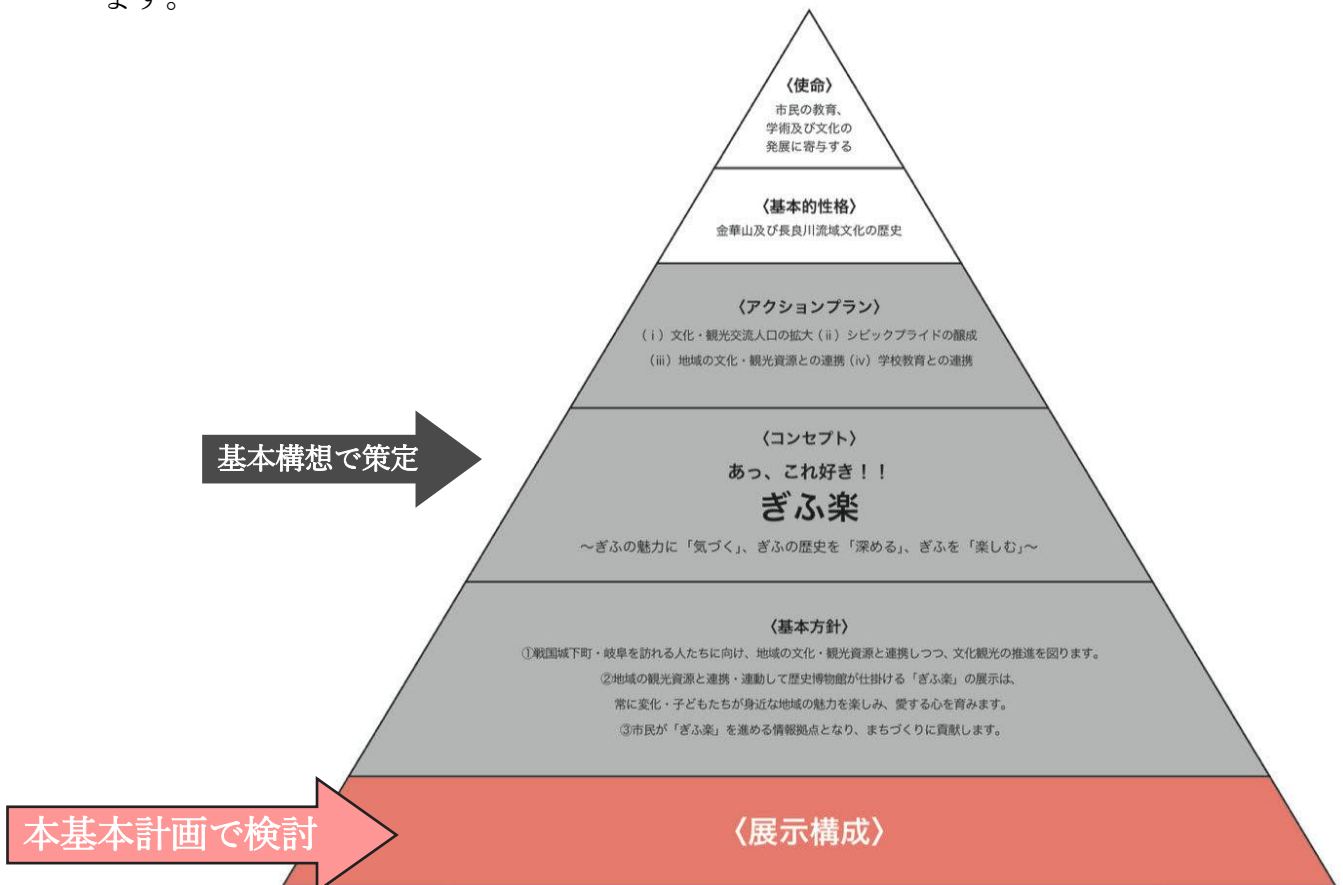 ます。
〈使命〉
市民の教育、
学術及び文化の
発展に寄与する
〈基本的性格〉
金華山及び長良川流域文化の歴史
〈アクションプラン〉
(ⅰ)文化・観光交流人口の拡大(ⅱ)シビックプライドの醸成
(ⅲ)地域の文化・観光資源との連携(ⅳ)学校教育との連携
基本構想で策定
〈コンセプト〉
あっ、これ好き!!
ぎふ楽
〜ぎふの魅力に「気づく」、ぎふの歴史を「深める」、ぎふを「楽しむ」〜
〈基本方針〉
①戦国城下町・岐阜を訪れる人たちに向け、地域の文化・観光資源と連携しつつ、文化観光の推進を図ります。
②地域の観光資源と連携・連動して歴史博物館が仕掛ける「ぎふ楽」の展示は、
常に変化・子どもたちが身近な地域の魅力を楽しみ、愛する心を育みます。
③市民が「ぎふ楽」を進める情報拠点となり、まちづくりに貢献します。
本基本計画で検討
〈展示構成〉